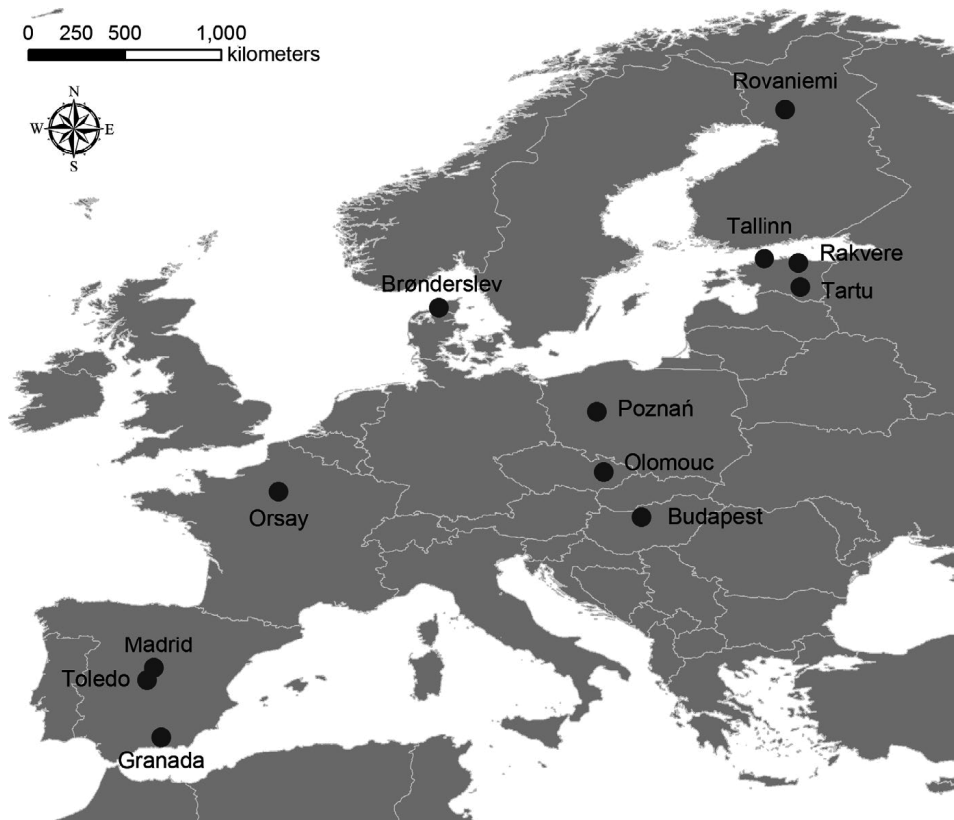 0 250 500 1,000
kilometers
N
W E
S
Rovaniemi
Tallinn
Rakvere
Tartu
Brønderslev
Poznań
Olomouc
Orsay
Budapest
Madrid
Toledo
Granada